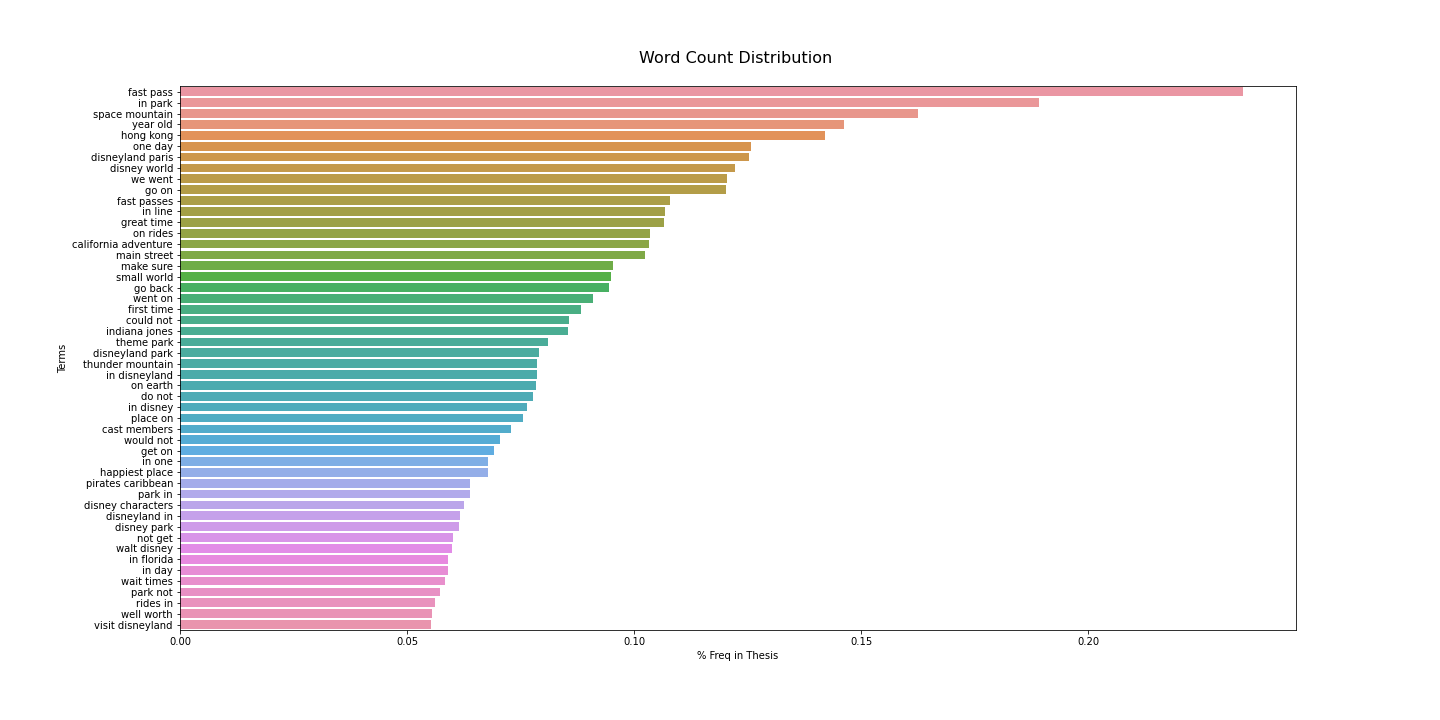 Word Count Distribution
fast pass
in park
space mountain
year old
hong kong
one day
disneyland paris
disney world
we went
go on
fast passes
in line
great time
on rides
california adventure
main street
make sure
small world
go back
went on
first time
could not
indiana jones
theme park
disneyland park
thunder mountain
in disneyland
on earth
do not
in disney
place on
cast members
would not
get on
in one
happiest place
pirates caribbean
park in
disney characters
disneyland in
disney park
not get
walt disney
in florida
in day
wait times
park not
rides in
well worth
visit disneyland
Terms
0.00 0.05 0.10 0.15 0.20
% Freq in Thesis